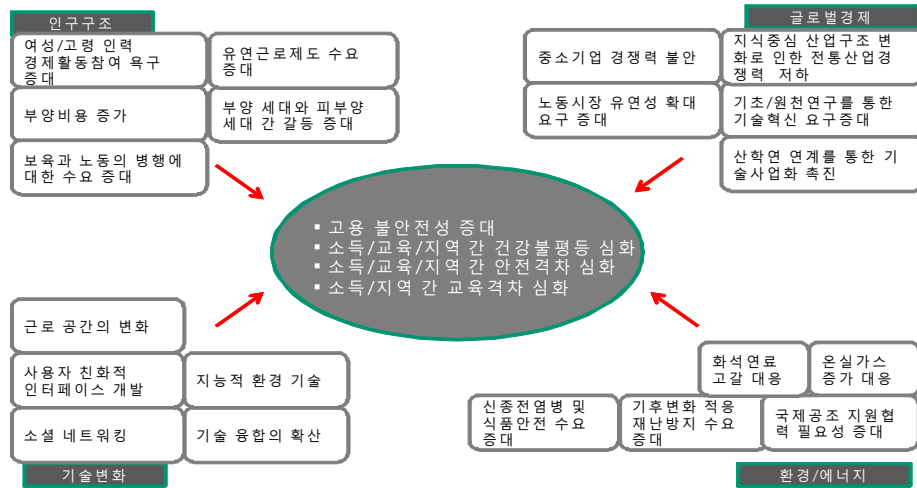 인구구조
여성/고령 인력
경제활동참여 욕구
증대
유연근로제도 수요
증대
부양비용 증가
부양 세대와 피부양
세대 간 갈등 증대
보육과 노동의 병행에
대한 수요 증대
글로벌경제
중소기업 경쟁력 불안
지식중심 산업구조 변
화로 인한 전통산업경
쟁력 저하
노동시장 유연성 확대
요구 증대
기초/원천연구를 통한
기술혁신 요구증대
산학연 연계를 통한 기
술사업화 촉진
▪ 고용 불안전성 증대
▪ 소득/교육/지역 간 건강불평등 심화
▪ 소득/교육/지역 간 안전격차 심화
▪ 소득/지역 간 교육격차 심화
근로 공간의 변화
사용자 친화적
인터페이스 개발
지능적 환경 기술
소셜 네트워킹
기술 융합의 확산
기술변화
화석연료
고갈 대응
온실가스
증가 대응
신종전염병 및
식품안전 수요
증대
기후변화 적응
재난방지 수요
증대
국제공조 지원협
력 필요성 증대
환경/에너지